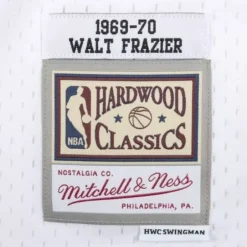 1969-70
WALT FRAZIER
HARDWOOD
NBA
CLASSICS
NOSTALGIA CO.
Mitchell & Ness
PHILADELPHIA, PA.
HWC SWINGMAN